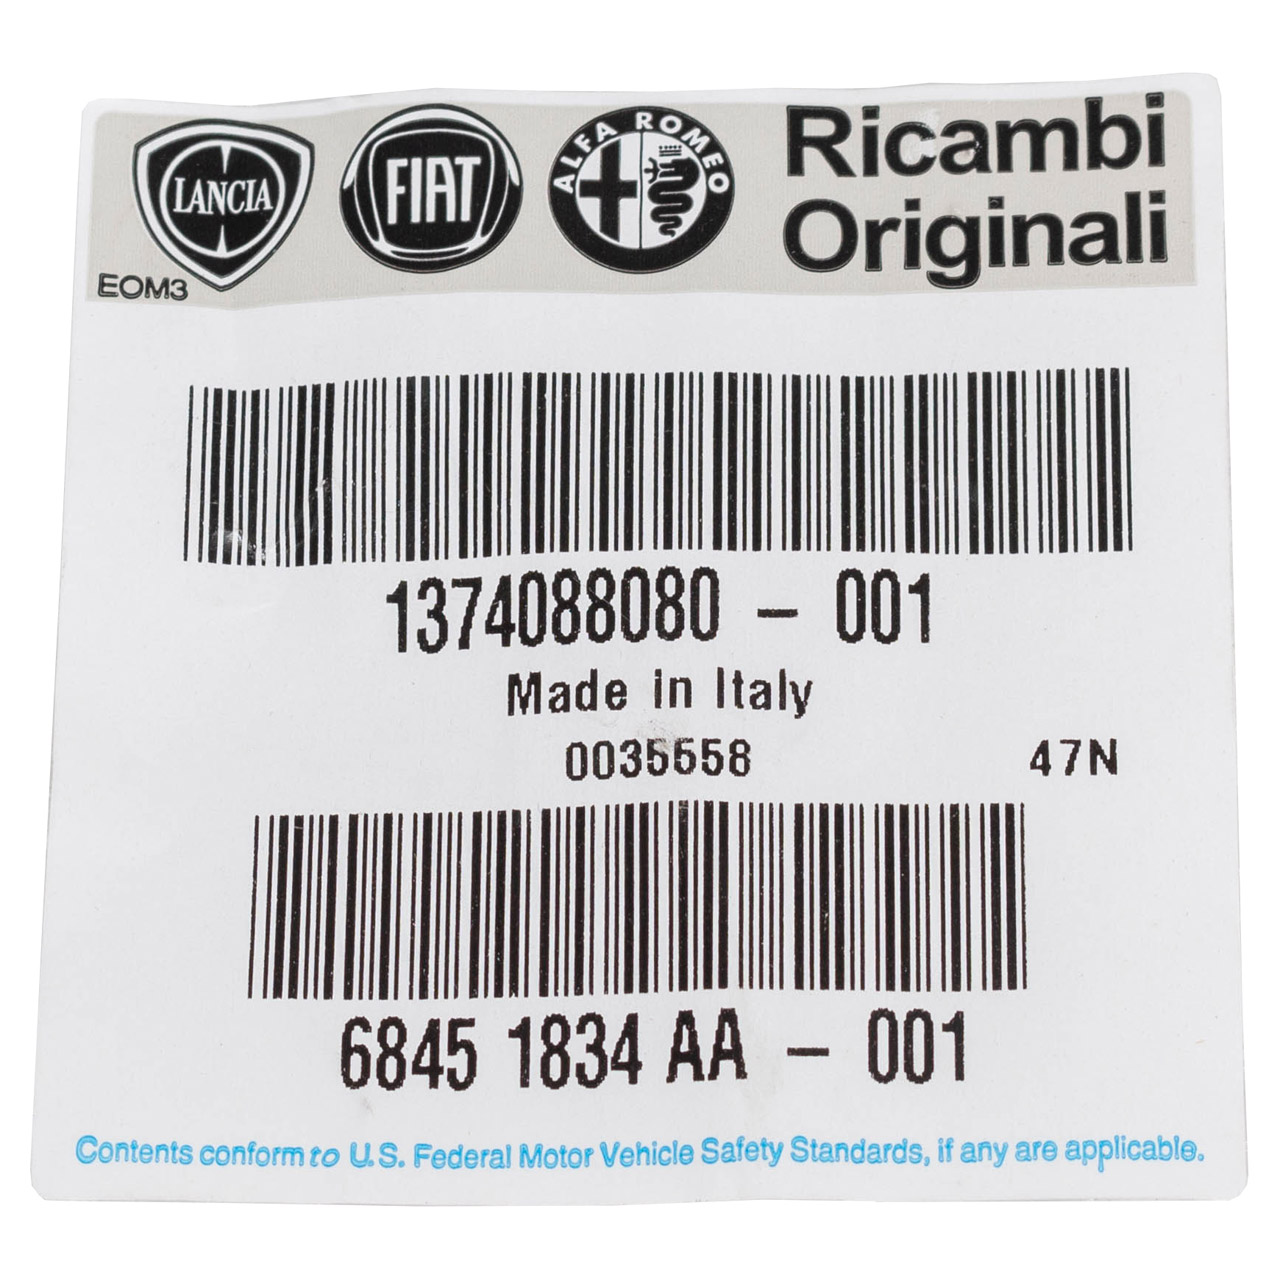 LANCIA
FIAT
ALFA ROMEO
Ricambi
Originali
EOM3
1374088080 – 001
Made in Italy
0035558 47N
6845 1834 AA – 001
Contents conform to U.S. Federal Motor Vehicle Safety Standards, if any are applicable.